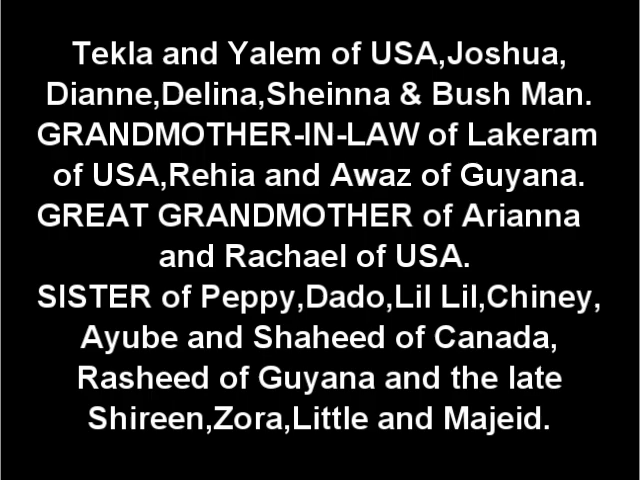 Tekla and Yalem of USA,Joshua,
Dianne,Delina,Sheinna & Bush Man.
GRANDMOTHER-IN-LAW of Lakeram
of USA,Rehia and Awaz of Guyana.
GREAT GRANDMOTHER of Arianna
and Rachael of USA.
SISTER of Peppy,Dado,Lil Lil,Chiney,
Ayube and Shaheed of Canada,
Rasheed of Guyana and the late
Shireen,Zora,Little and Majeid.